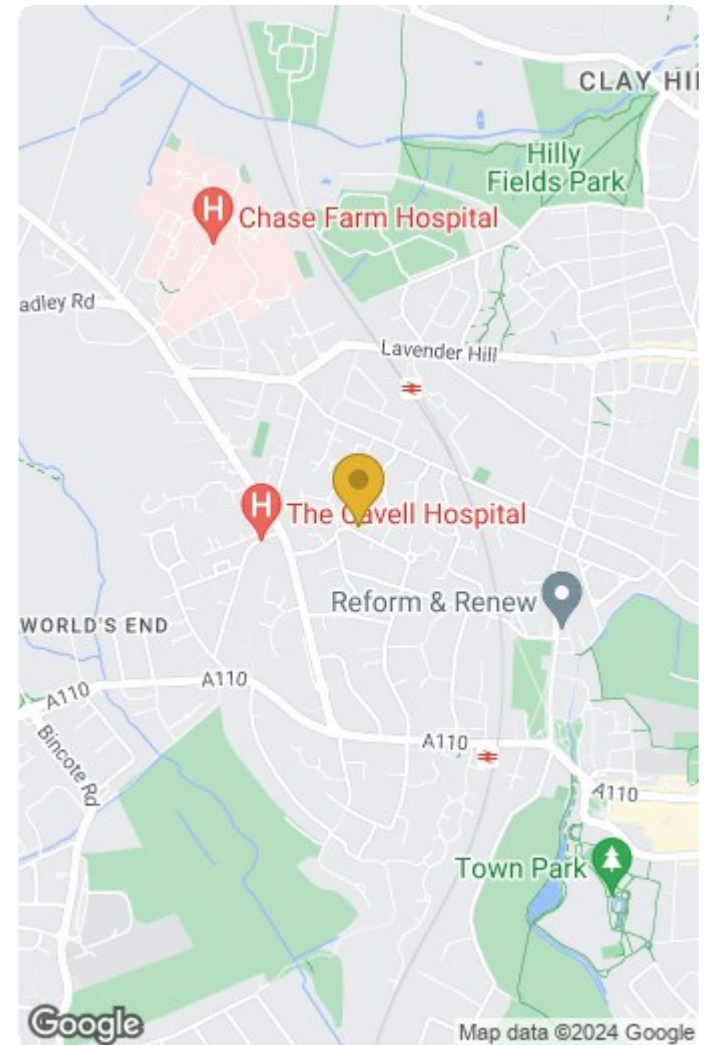 CLAY HI
Hilly
Fields Park
H
Chase Farm Hospital
adley Rd
Lavender Hill
H
The Cavell Hospital
Reform & Renew
WORLD'S END
A110
A110
A110
Bincote Rd
A110
Town Park
Google
Map data ©2024 Google